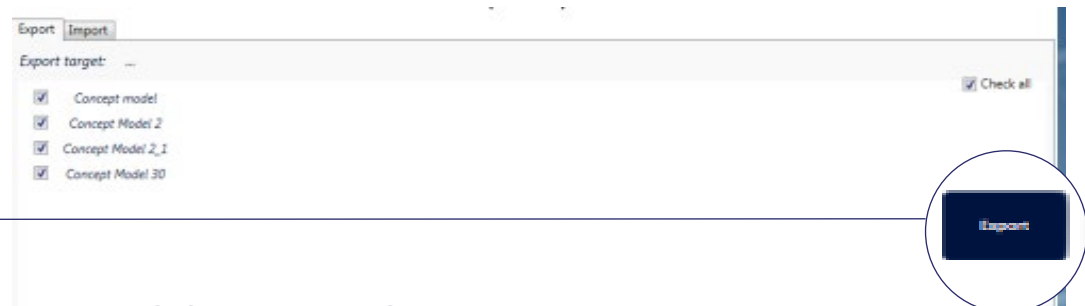 Export Import
Export target: ...
Check all
Concept model
Concept Model 2
Concept Model 2_1
Concept Model 30
Export